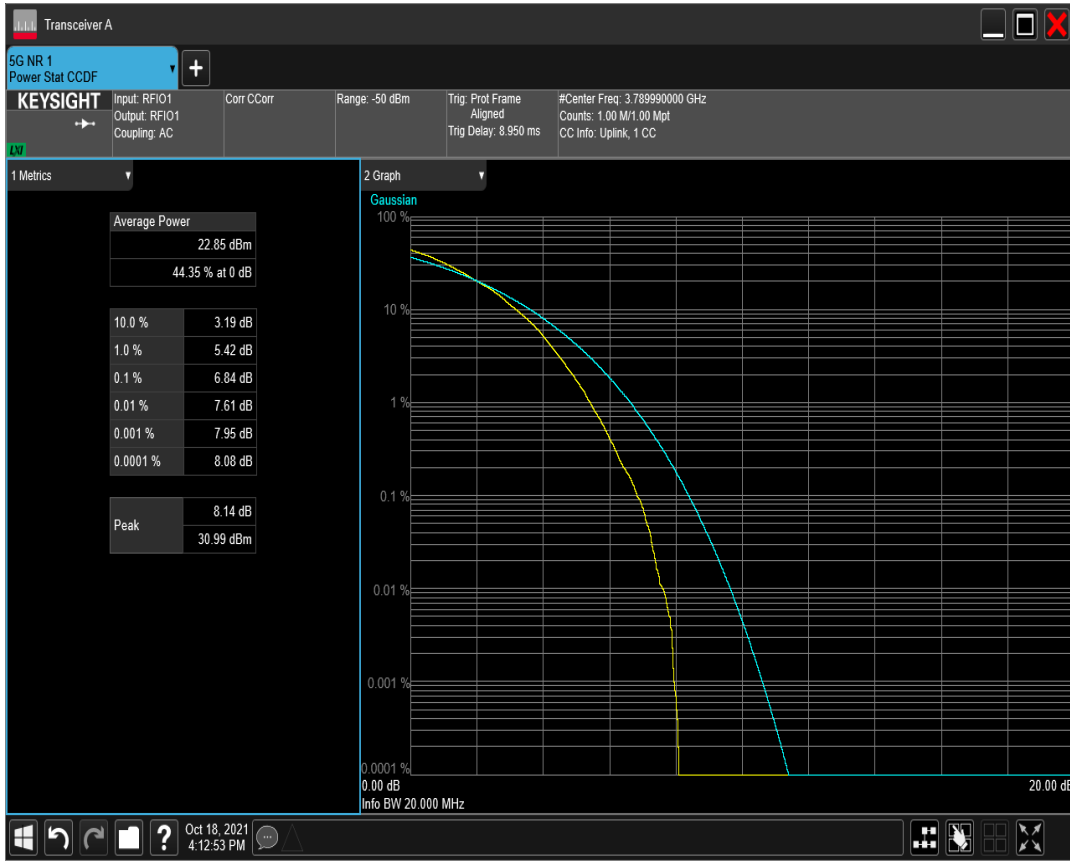 Transceiver A
5G NR 1
Power Stat CCDF
KEYSIGHT
LXI
Input: RFIO1
Output: RFIO1
Coupling: AC
Corr CCorr
Range: -50 dBm
Trig: Prot Frame
Aligned
Trig Delay: 8.950 ms
#Center Freq: 3.789990000 GHz
Counts: 1.00 M/1.00 Mpt
CC Info: Uplink, 1 CC
1 Metrics
Average Power
22.85 dBm
44.35 % at 0 dB
10.0 % 3.19 dB
1.0 % 5.42 dB
0.1 % 6.84 dB
0.01 % 7.61 dB
0.001 % 7.95 dB
0.0001 % 8.08 dB
Peak
8.14 dB
30.99 dBm
2 Graph
Gaussian
100 %
10 %
1 %
0.1 %
0.01 %
0.001 %
0.0001 %
0.00 dB 20.00 dB
Info BW 20.000 MHz
?
Oct 18, 2021
4:12:53 PM